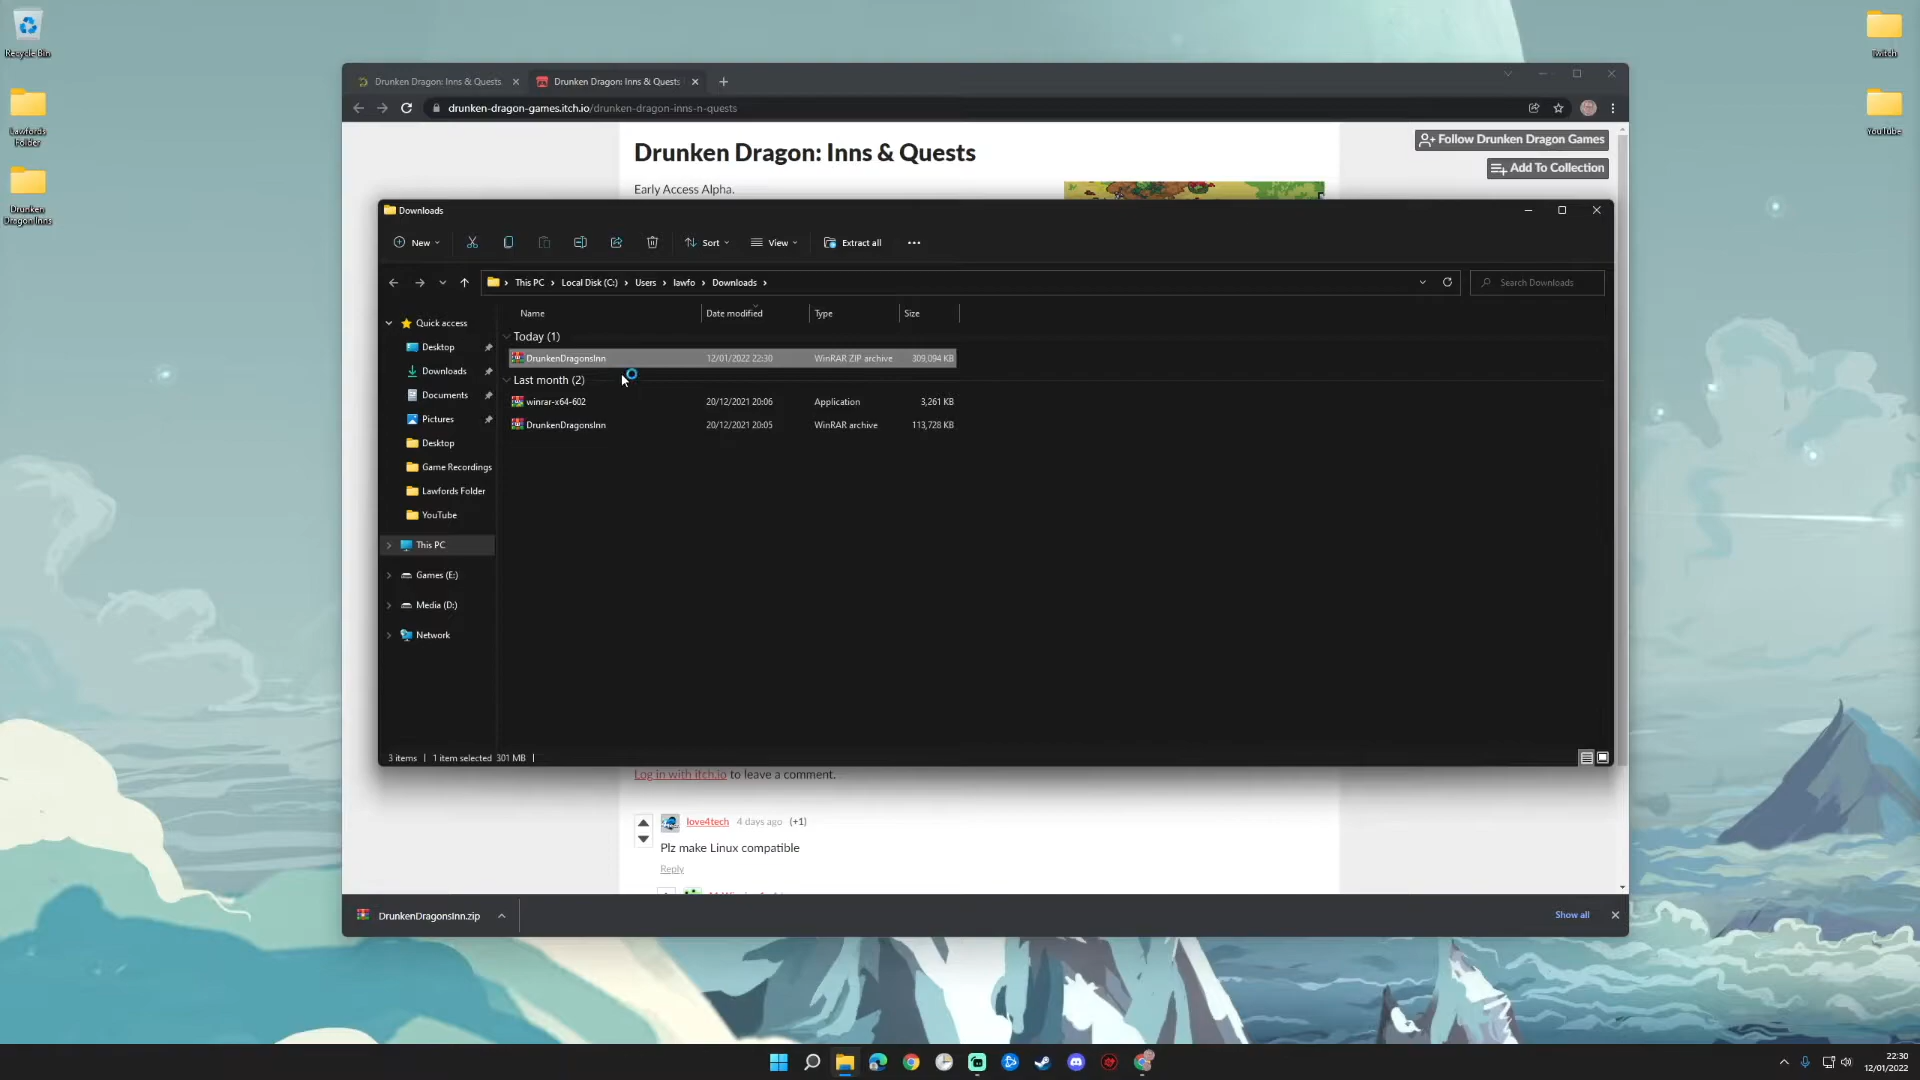 Recycle Bin
Lawfords Folder
Drunken Dragon Inns
Twitch
YouTube
Drunken Dragon: Inns & Quests
Drunken Dragon: Inns & Quests
drunken-dragon-games.itch.io/drunken-dragon-inns-n-quests
Drunken Dragon: Inns & Quests
Early Access Alpha.
Follow Drunken Dragon Games
Add To Collection
Downloads
New
Sort
View
Extract all
This PC > Local Disk (C:) > Users > lawfo > Downloads >
Search Downloads
Name Date modified Type Size
Today (1)
DrunkenDragonsInn 12/01/2022 22:30 WinRAR ZIP archive 309,094 KB
Last month (2)
winrar-x64-602 20/12/2021 20:06 Application 3,261 KB
DrunkenDragonsInn 20/12/2021 20:05 WinRAR archive 113,728 KB
Quick access
Desktop
Downloads
Documents
Pictures
Desktop
Game Recordings
Lawfords Folder
YouTube
This PC
Games (E:)
Media (D:)
Network
3 items | 1 item selected 301 MB |
Log in with itch.io to leave a comment.
love4tech 4 days ago (+1)
Plz make Linux compatible
Reply
DrunkenDragonsInn.zip
Show all
22:30
12/01/2022